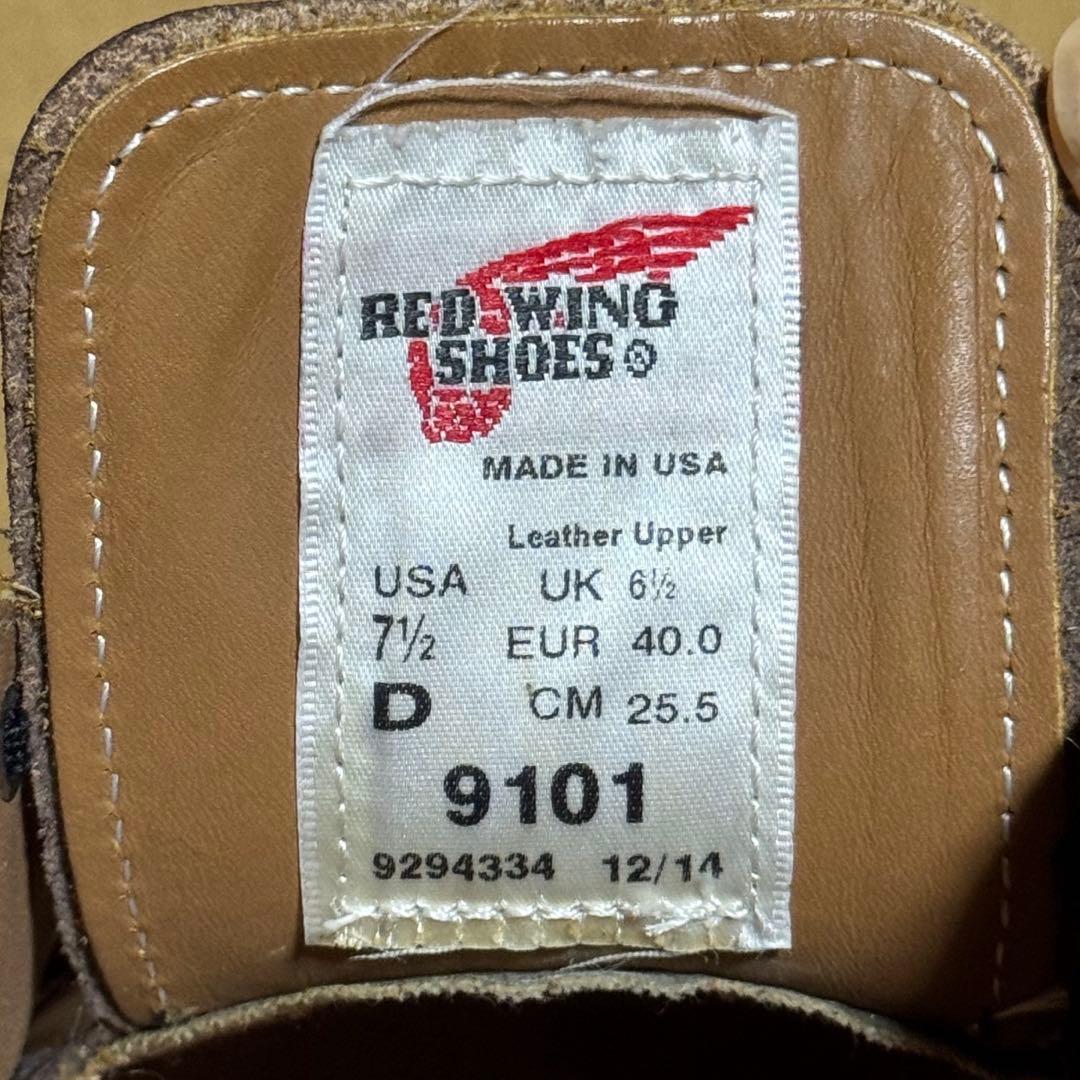 RED WING
SHOES ®
MADE IN USA
Leather Upper
USA UK 6½
7½ EUR 40.0
D CM 25.5
9101
9294334 12/14